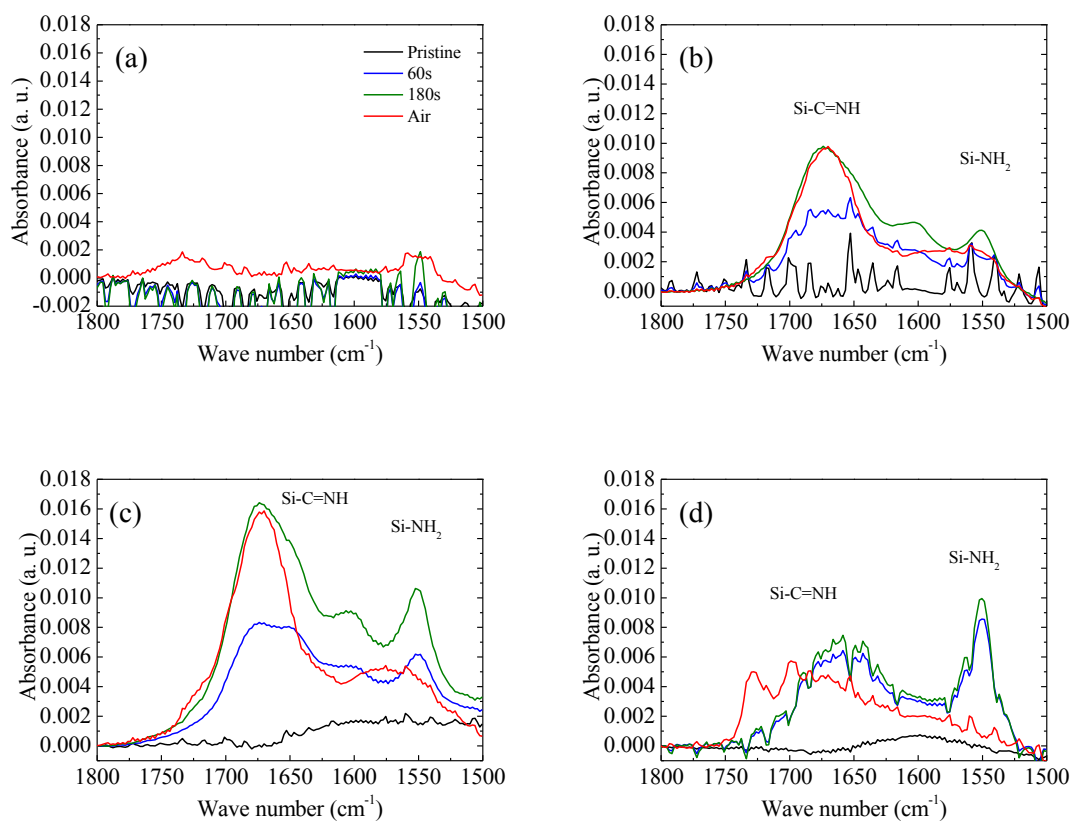 0.018
0.016
0.014
0.012
0.010
0.008
0.006
0.004
0.002
0.000
-0.002
Absorbance (a. u.)
(a)
Pristine
60s
180s
Air
1800 1750 1700 1650 1600 1550 1500
Wave number (cm⁻¹)
0.018
0.016
0.014
0.012
0.010
0.008
0.006
0.004
0.002
0.000
Absorbance (a. u.)
(b)
Si-C=NH
Si-NH₂
1800 1750 1700 1650 1600 1550 1500
Wave number (cm⁻¹)
0.018
0.016
0.014
0.012
0.010
0.008
0.006
0.004
0.002
0.000
Absorbance (a. u.)
(c)
Si-C=NH
Si-NH₂
1800 1750 1700 1650 1600 1550 1500
Wave number (cm⁻¹)
0.018
0.016
0.014
0.012
0.010
0.008
0.006
0.004
0.002
0.000
Absorbance (a. u.)
(d)
Si-NH₂
Si-C=NH
1800 1750 1700 1650 1600 1550 1500
Wave number (cm⁻¹)